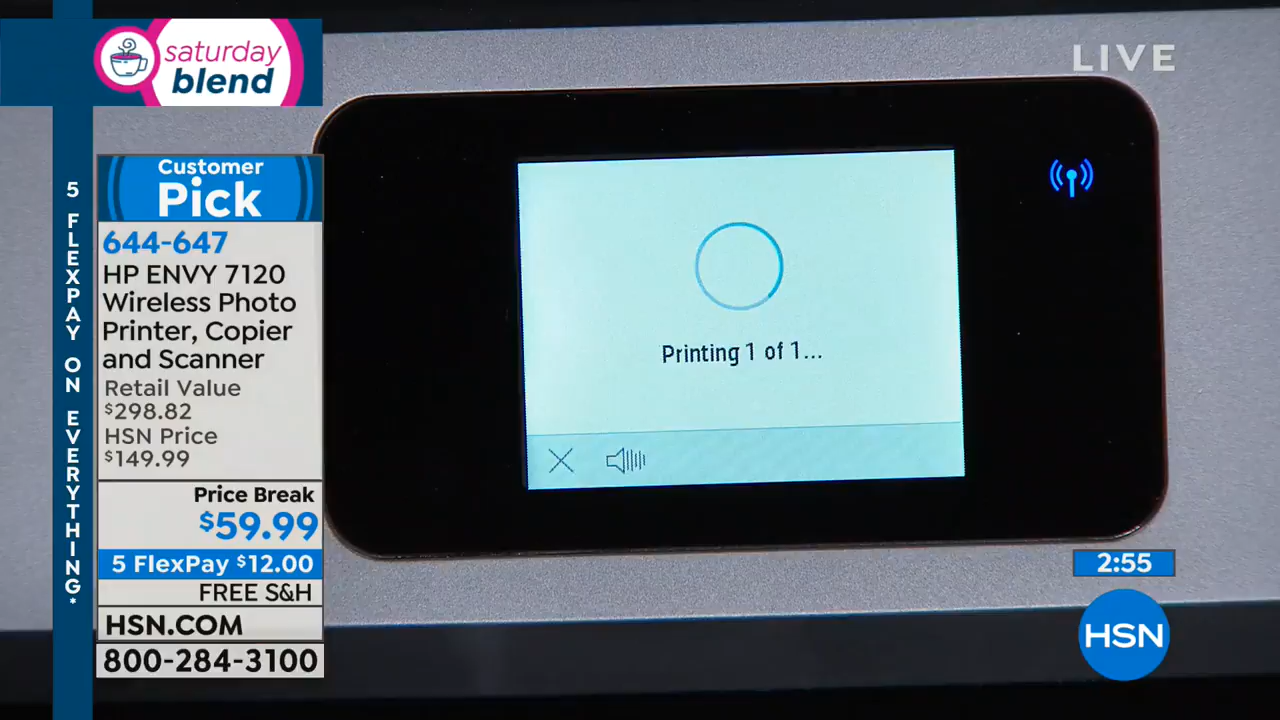 saturday
blend
LIVE
5 FLEXPAY ON EVERYTHING*
Customer
Pick
644-647
HP ENVY 7120
Wireless Photo
Printer, Copier
and Scanner
Retail Value
$298.82
HSN Price
$149.99
Price Break
$59.99
5 FlexPay $12.00
FREE S&H
HSN.COM
800-284-3100
Printing 1 of 1...
2:55
HSN